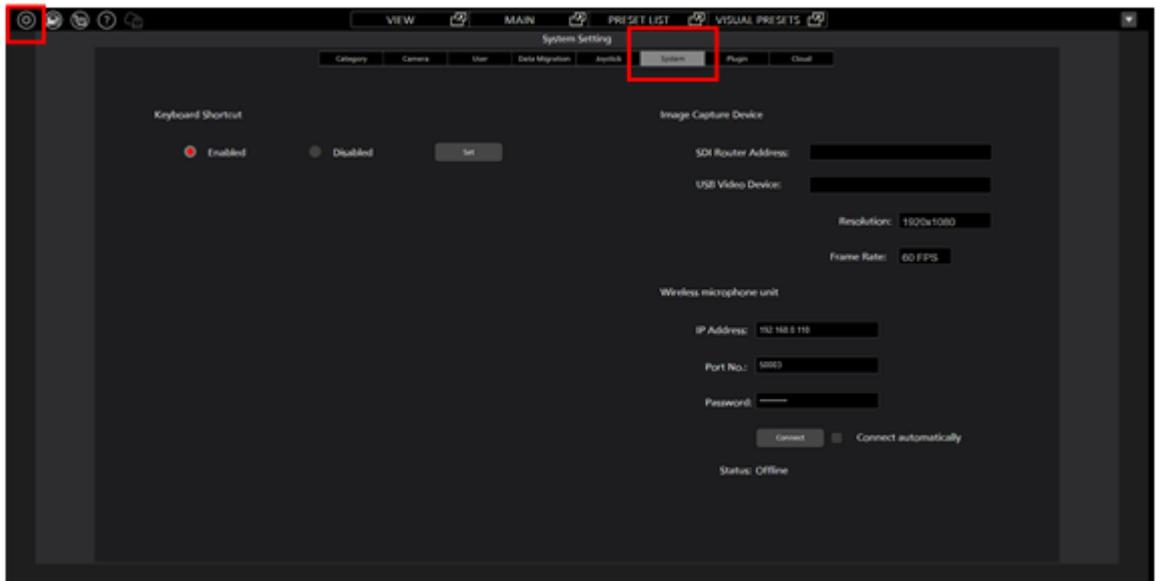 VIEW MAIN PRESET LIST VISUAL PRESETS
System Setting
Category Camera User Data Migration Joystick System Plugin Cloud
Keyboard Shortcut
Enabled Disabled Set
Image Capture Device
SDI Router Address:
USB Video Device:
Resolution: 1920x1080
Frame Rate: 60 FPS
Wireless microphone unit
IP Address: 192.168.0.110
Port No.: 50003
Password:
Connect Connect automatically
Status: Offline